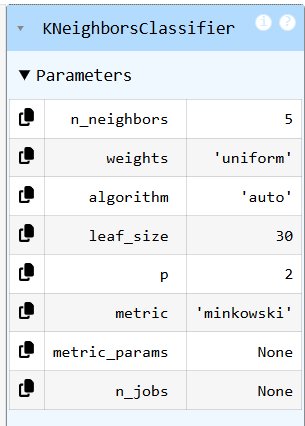 KNeighborsClassifier i ?
Parameters
n_neighbors 5
weights 'uniform'
algorithm 'auto'
leaf_size 30
p 2
metric 'minkowski'
metric_params None
n_jobs None